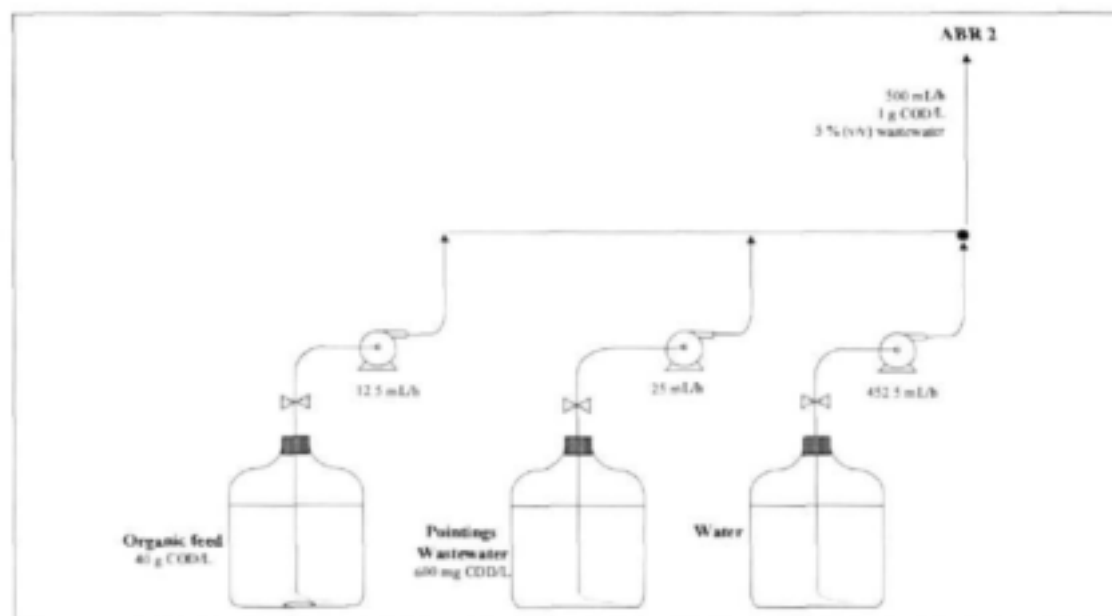 ABR 2
500 mL/h
1 g COD/L
5 % (v/v) wastewater
12.5 mL/h
25 mL/h
452.5 mL/h
Organic feed
40 g COD/L
Pointings
Wastewater
600 mg COD/L
Water